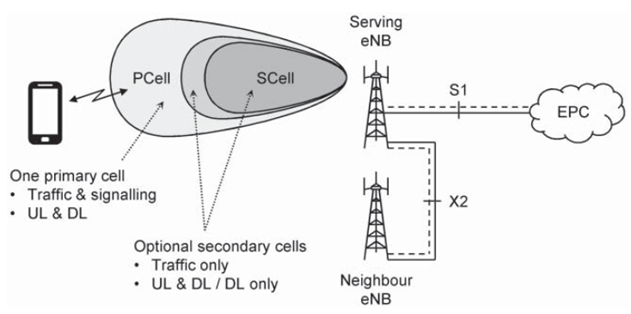 Serving
eNB
PCell
SCell
S1
EPC
One primary cell
• Traffic & signalling
• UL & DL
X2
Optional secondary cells
• Traffic only
• UL & DL / DL only
Neighbour
eNB